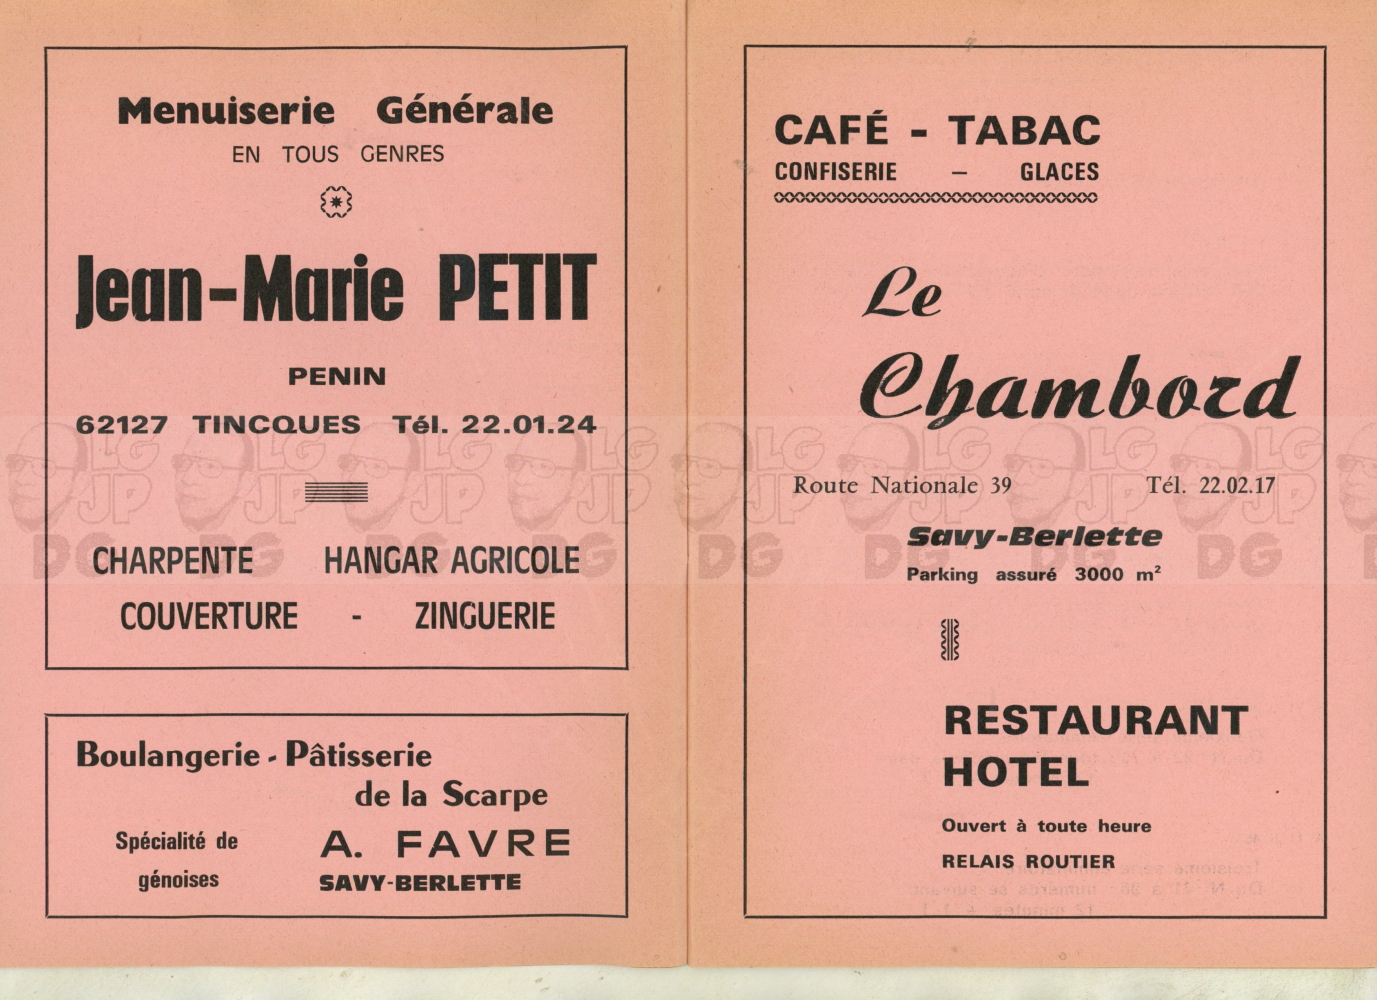 Menuiserie Générale
EN TOUS GENRES
Jean-Marie PETIT
PENIN
62127 TINCQUES Tél. 22.01.24
CHARPENTE HANGAR AGRICOLE
COUVERTURE - ZINGUERIE
Boulangerie - Pâtisserie
de la Scarpe
Spécialité de
génoises
A. FAVRE
SAVY-BERLETTE
CAFÉ - TABAC
CONFISERIE - GLACES
Le
Chambord
Route Nationale 39 Tél. 22.02.17
Savy-Berlette
Parking assuré 3000 m²
RESTAURANT
HOTEL
Ouvert à toute heure
RELAIS ROUTIER
LG JP DG